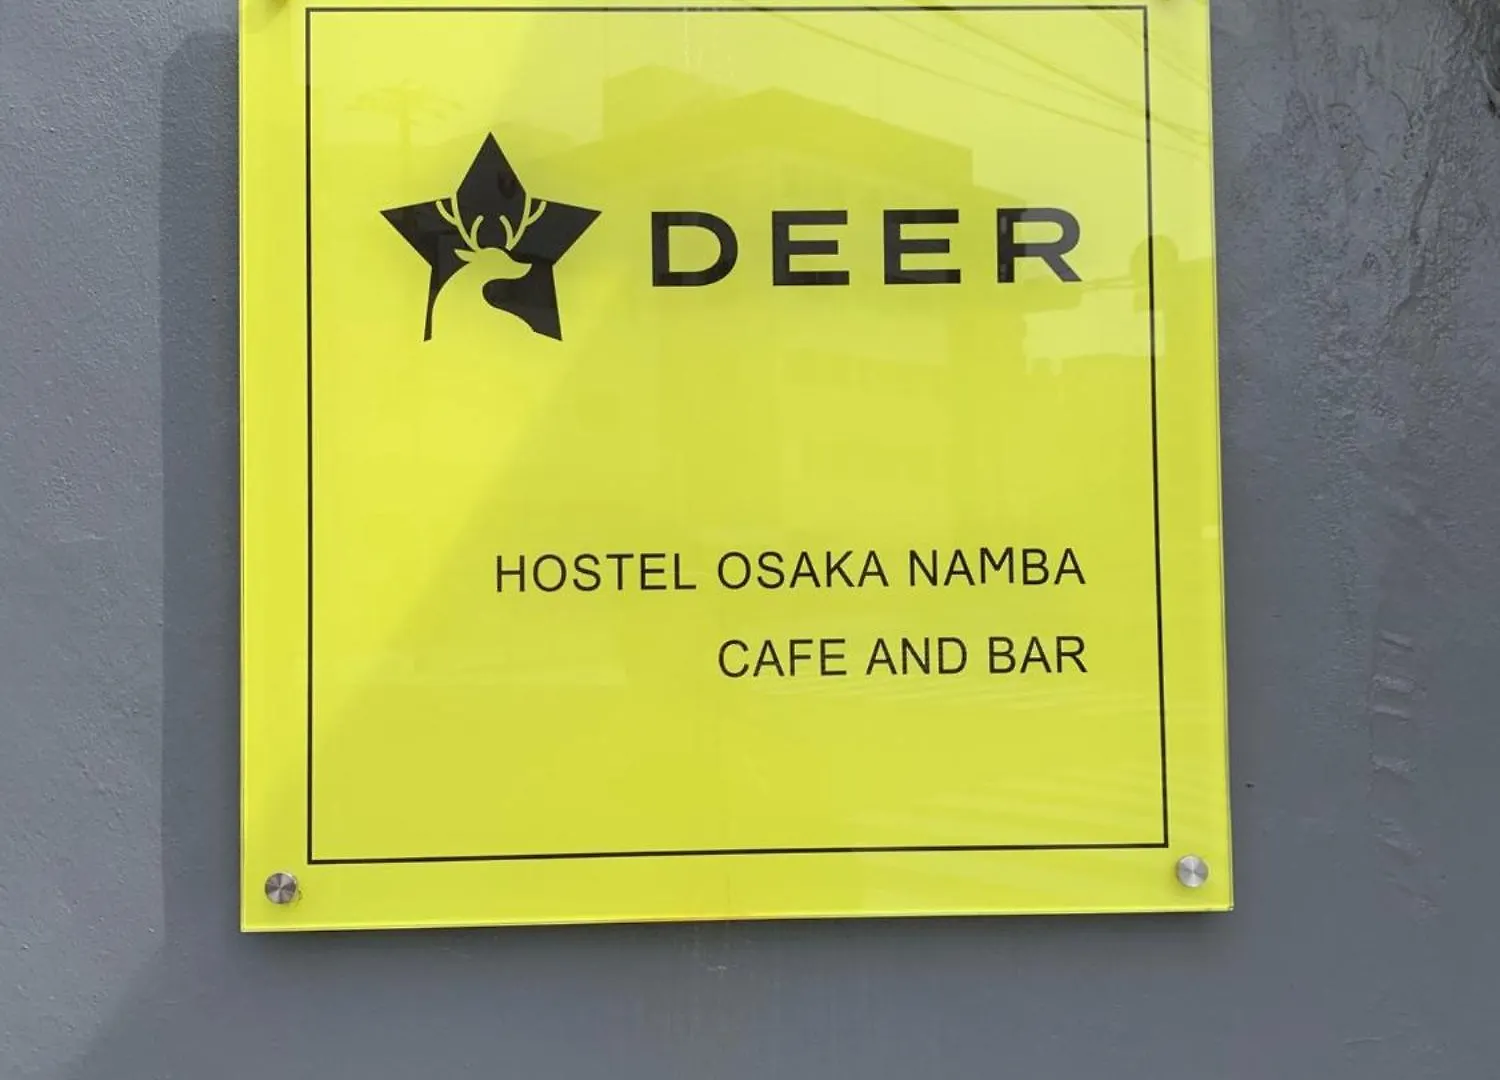 DEER
HOSTEL OSAKA NAMBA
CAFE AND BAR